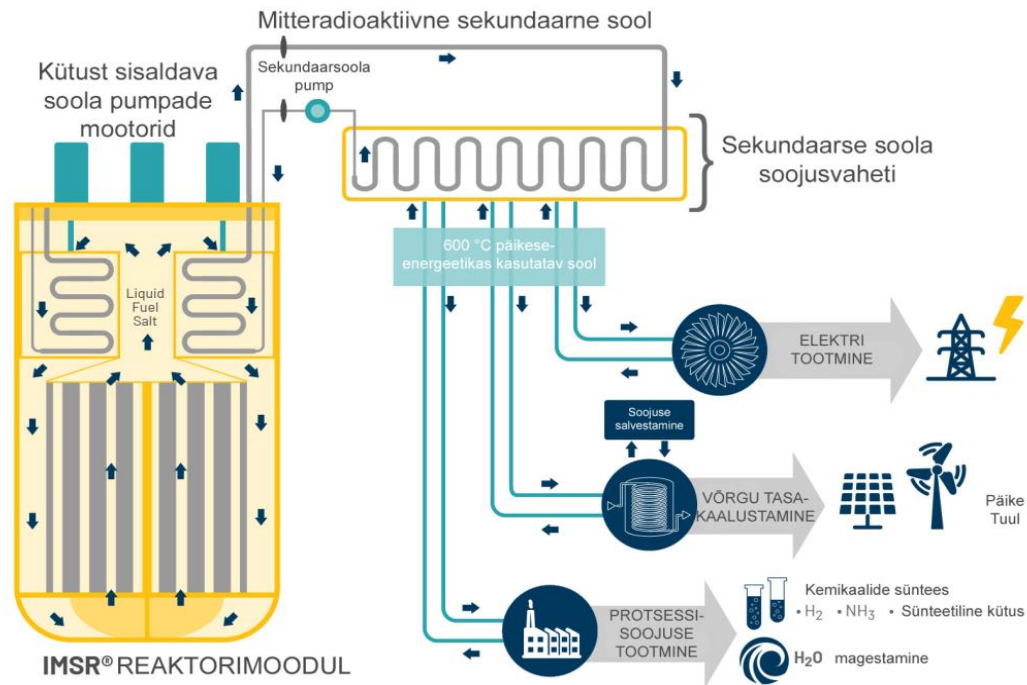 Mitteradioaktiivne sekundaarne sool
Kütust sisaldava
soola pumpade
mootorid
Sekundaarsoola
pump
Sekundaarse soola
soojusvaheti
600 °C päikese-
energeetikas kasutatav sool
Liquid
Fuel
Salt
ELEKTRI
TOOTMINE
Soojuse
salvestamine
VÕRGU TASA-
KAALUSTAMINE
Päike
Tuul
PROTSESSI-
SOOJUSE
TOOTMINE
Kemikaalide süntees
• H₂ • NH₃ • Sünteetiline kütus
H₂O magestamine
IMSR® REAKTORIMOODUL